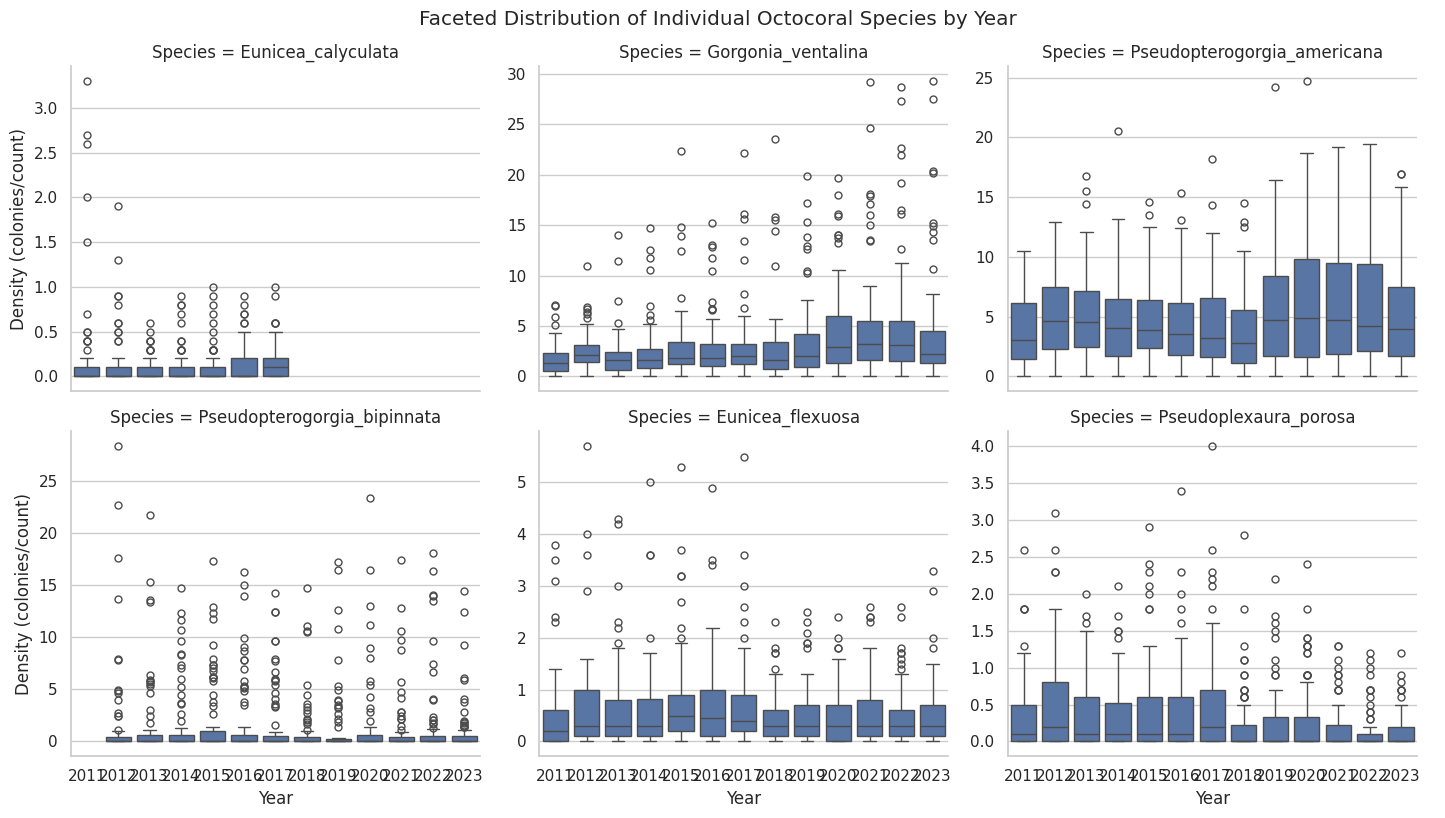 Faceted Distribution of Individual Octocoral Species by Year
Species = Eunicea_calyculata
Species = Gorgonia_ventalina
Species = Pseudopterogorgia_americana
Density (colonies/count)
3.0
2.5
2.0
1.5
1.0
0.5
0.0
30
25
20
15
10
5
0
25
20
15
10
5
0
Species = Pseudopterogorgia_bipinnata
Species = Eunicea_flexuosa
Species = Pseudoplexaura_porosa
Density (colonies/count)
25
20
15
10
5
0
5
4
3
2
1
0
4.0
3.5
3.0
2.5
2.0
1.5
1.0
0.5
0.0
2011 2012 2013 2014 2015 2016 2017 2018 2019 2020 2021 2022 2023
2011 2012 2013 2014 2015 2016 2017 2018 2019 2020 2021 2022 2023
2011 2012 2013 2014 2015 2016 2017 2018 2019 2020 2021 2022 2023
Year
Year
Year